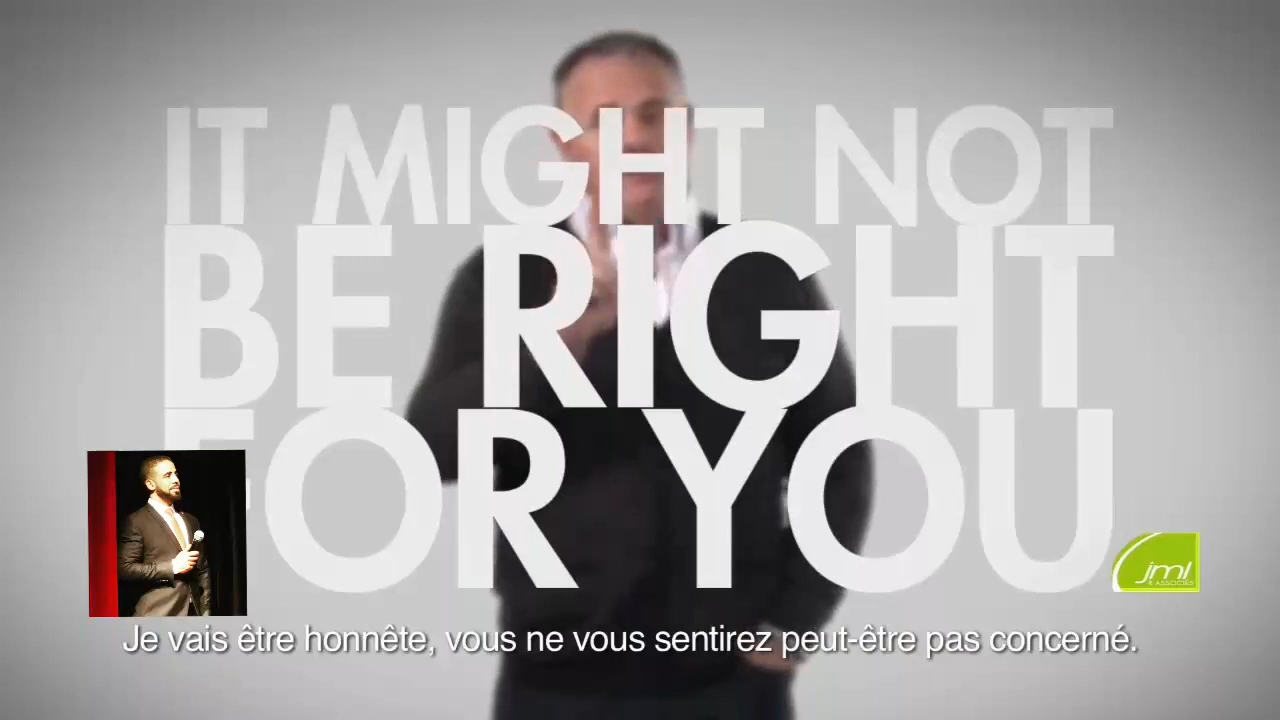 IT MIGHT NOT
BE RIGHT
FOR YOU
jml
& ASSOCIÉS
Je vais être honnête, vous ne vous sentirez peut-être pas concerné.